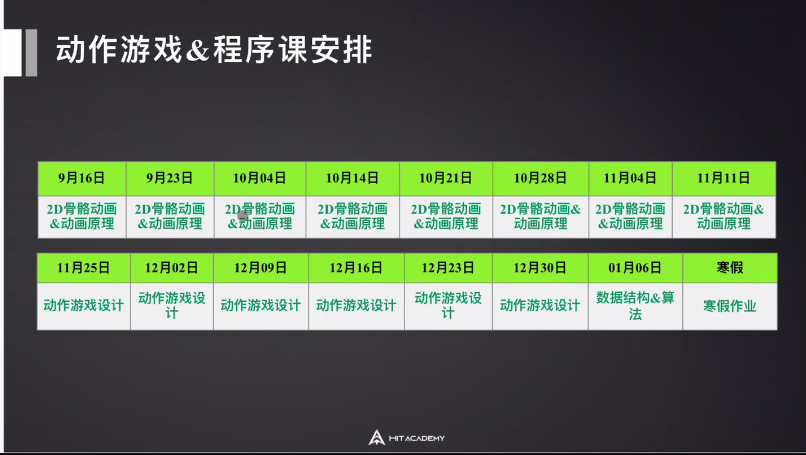 动作游戏&程序课安排
9月16日 9月23日 10月04日 10月14日 10月21日 10月28日 11月04日 11月11日
2D骨骼动画 2D骨骼动画 2D骨骼动画 2D骨骼动画 2D骨骼动画 2D骨骼动画& 2D骨骼动画 2D骨骼动画&
&动画原理 &动画原理 &动画原理 &动画原理 &动画原理 动画原理 &动画原理 动画原理
11月25日 12月02日 12月09日 12月16日 12月23日 12月30日 01月06日 寒假
动作游戏设计 动作游戏设 动作游戏设计 动作游戏设计 动作游戏设 动作游戏设计 数据结构&算 寒假作业
计 计 法
HIT ACADEMY